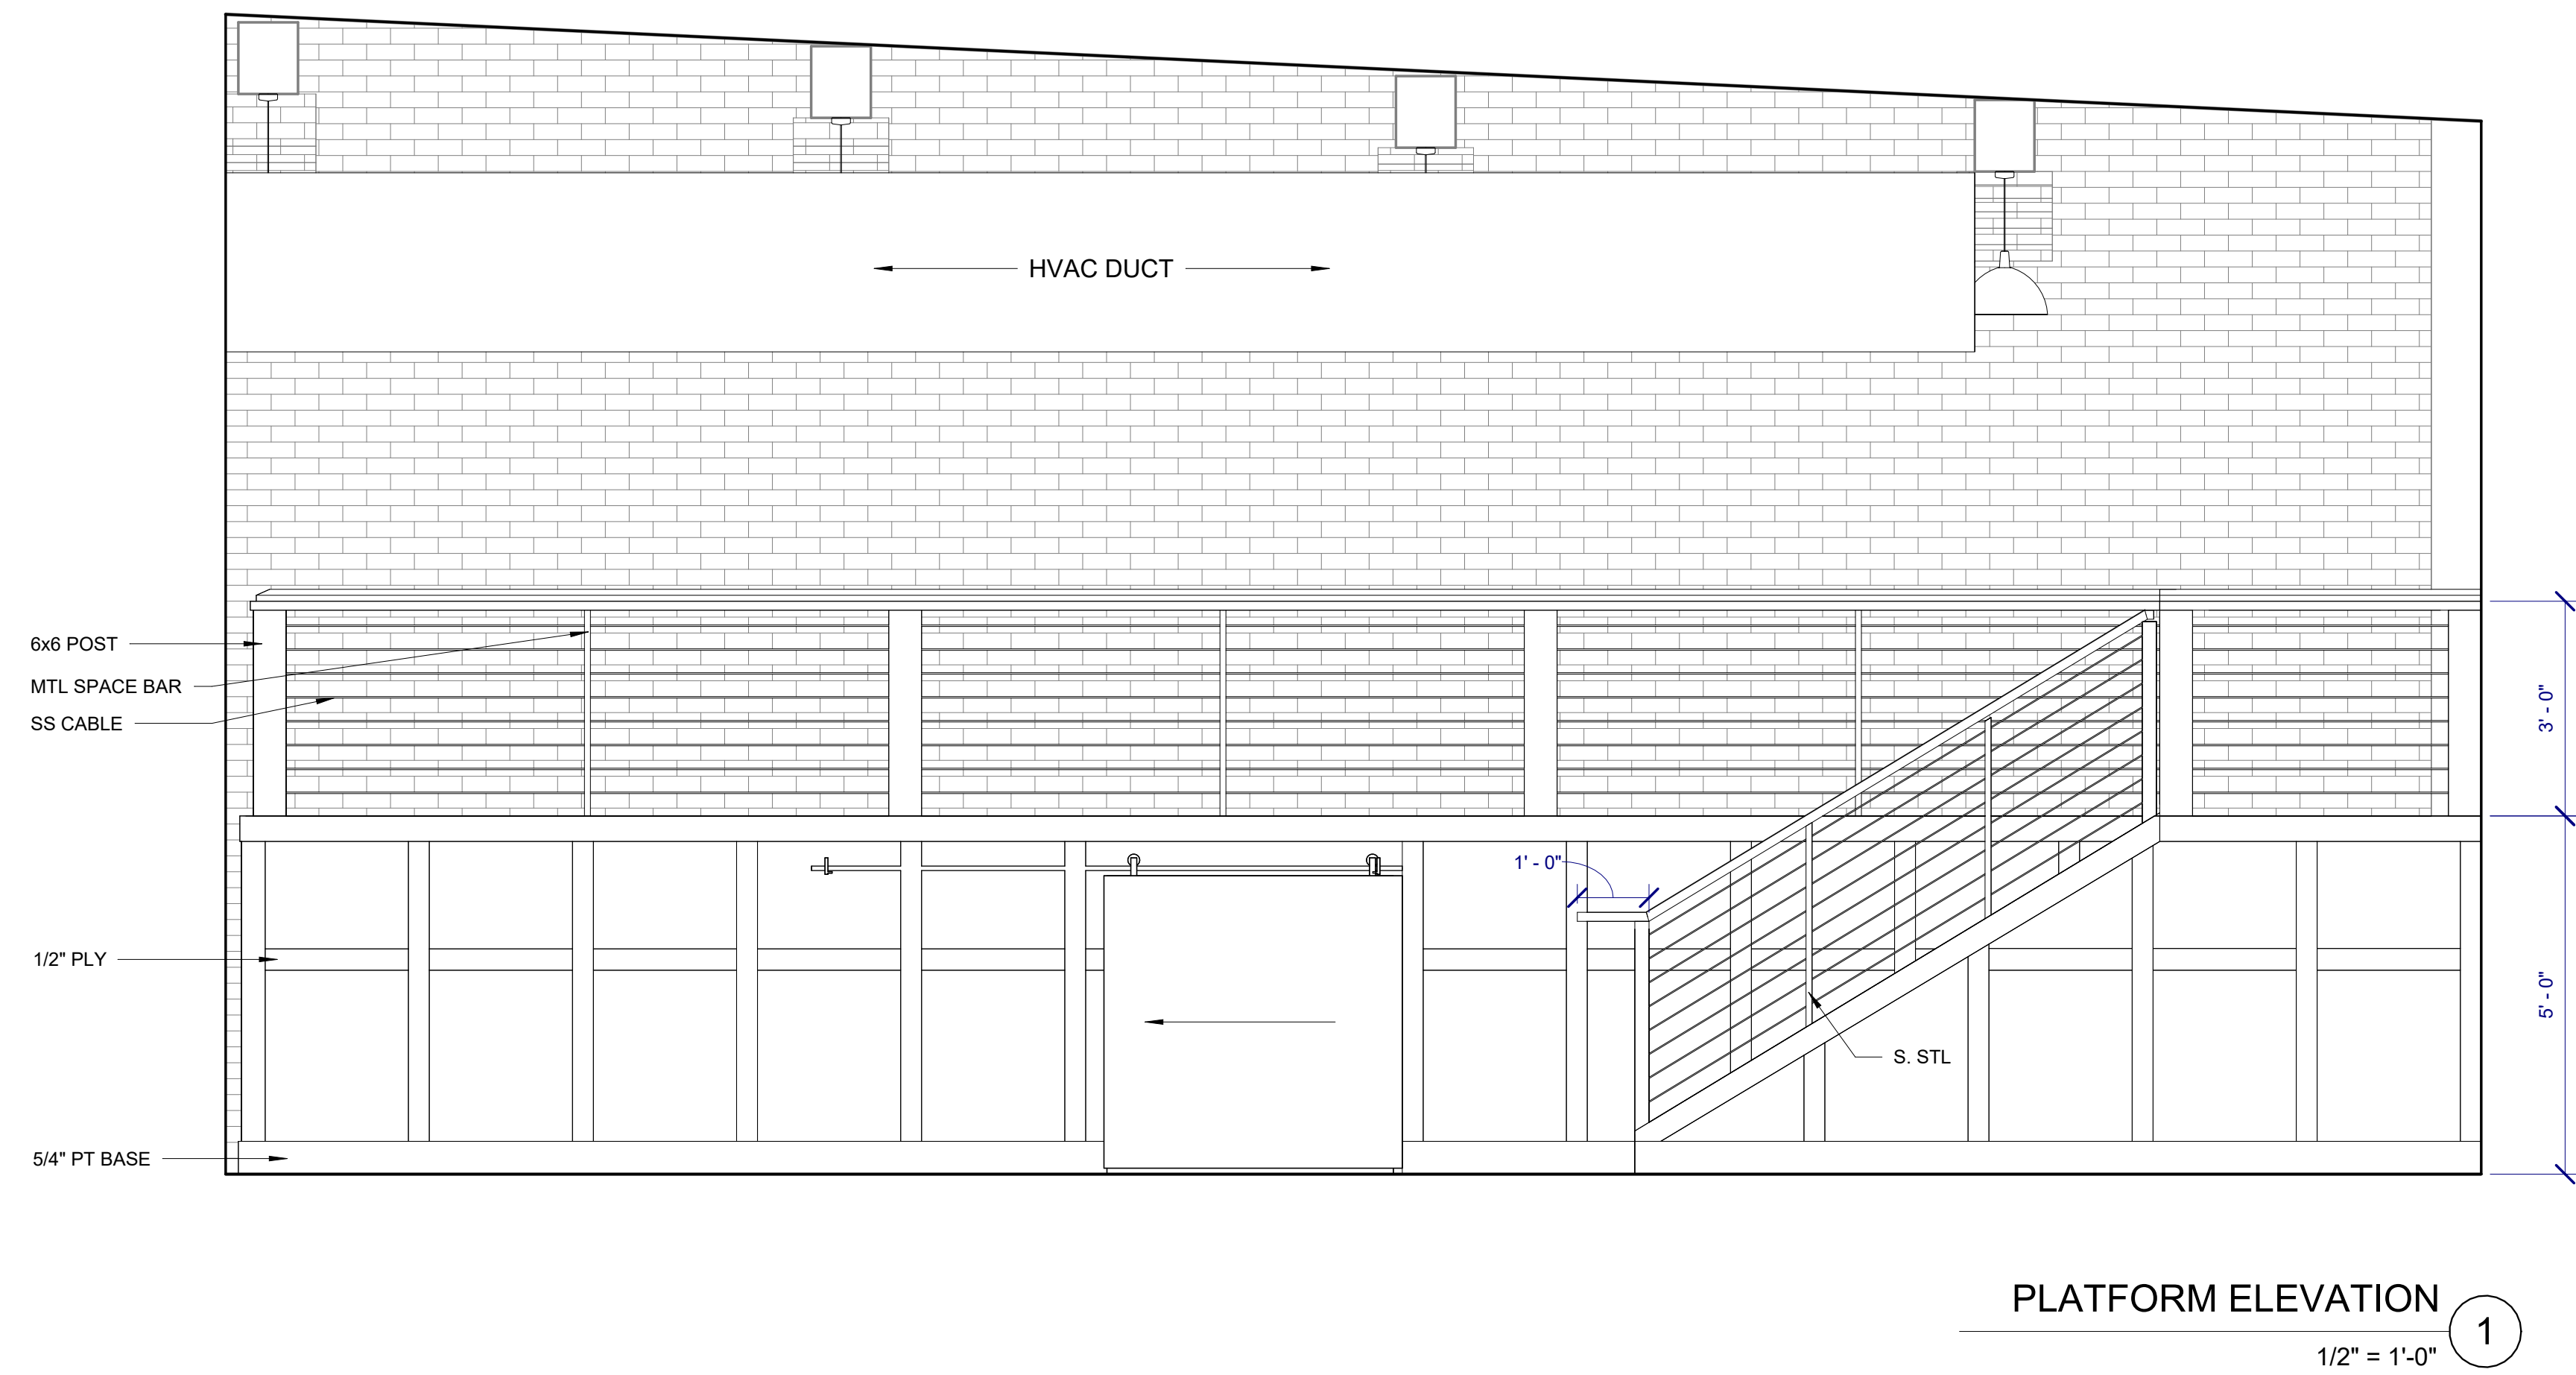 HVAC DUCT
6x6 POST
MTL SPACE BAR
SS CABLE
3' - 0"
1' - 0"
1/2" PLY
5' - 0"
S. STL
5/4" PT BASE
PLATFORM ELEVATION
1
1/2" = 1'-0"